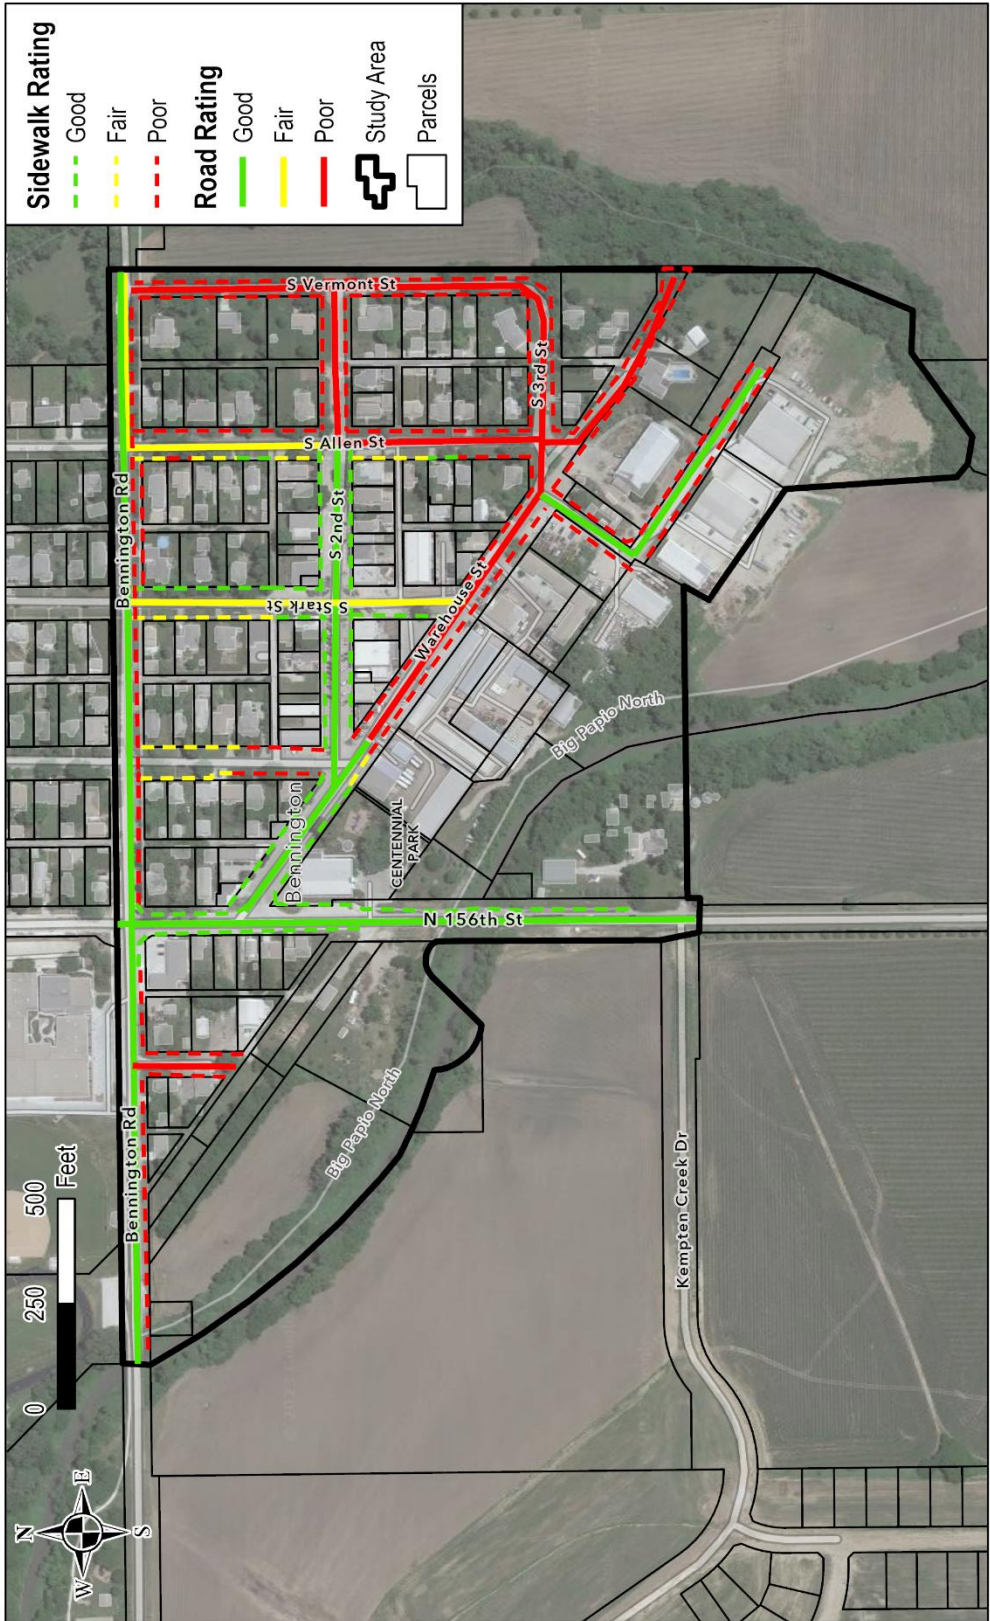 Sidewalk Rating
Good
Fair
Poor
Road Rating
Good
Fair
Poor
Study Area
Parcels
0 250 500
Feet
N
W E
S
Bennington Rd
Bennington Rd
S Vermont St
S Allen St
S 3rd St
S 2nd St
S Stark St
Warehouse St
Bennington
CENTENNIAL
PARK
Big Papio North
N 156th St
Big Papio North
Kempten Creek Dr